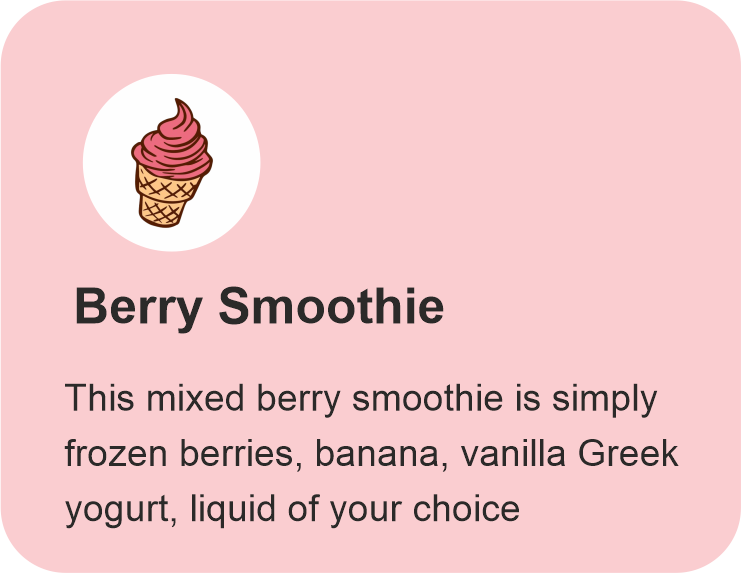 Berry Smoothie
This mixed berry smoothie is simply
frozen berries, banana, vanilla Greek
yogurt, liquid of your choice